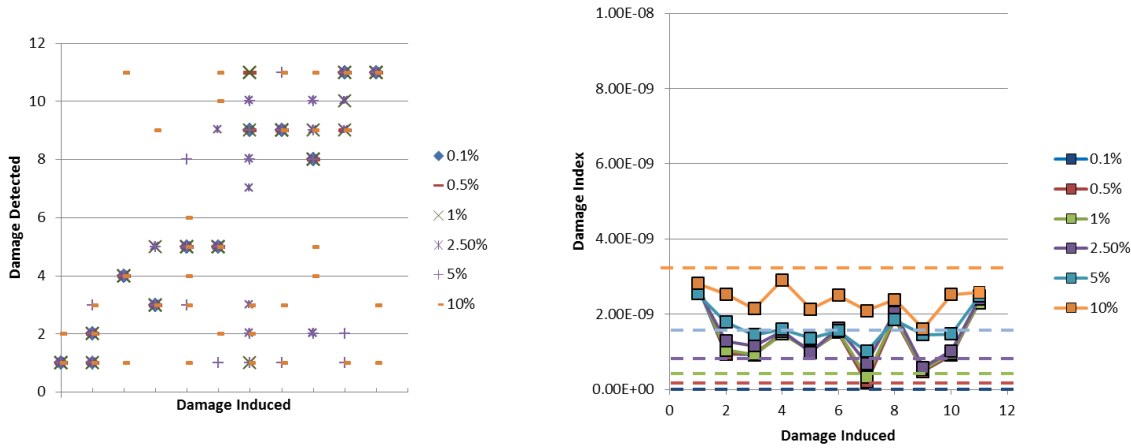 12
10
8
6
4
2
0
Damage Detected
Damage Induced
0.1%
0.5%
1%
2.50%
5%
10%
1.00E-08
8.00E-09
6.00E-09
4.00E-09
2.00E-09
0.00E+00
Damage Index
0 2 4 6 8 10 12
Damage Induced
0.1%
0.5%
1%
2.50%
5%
10%